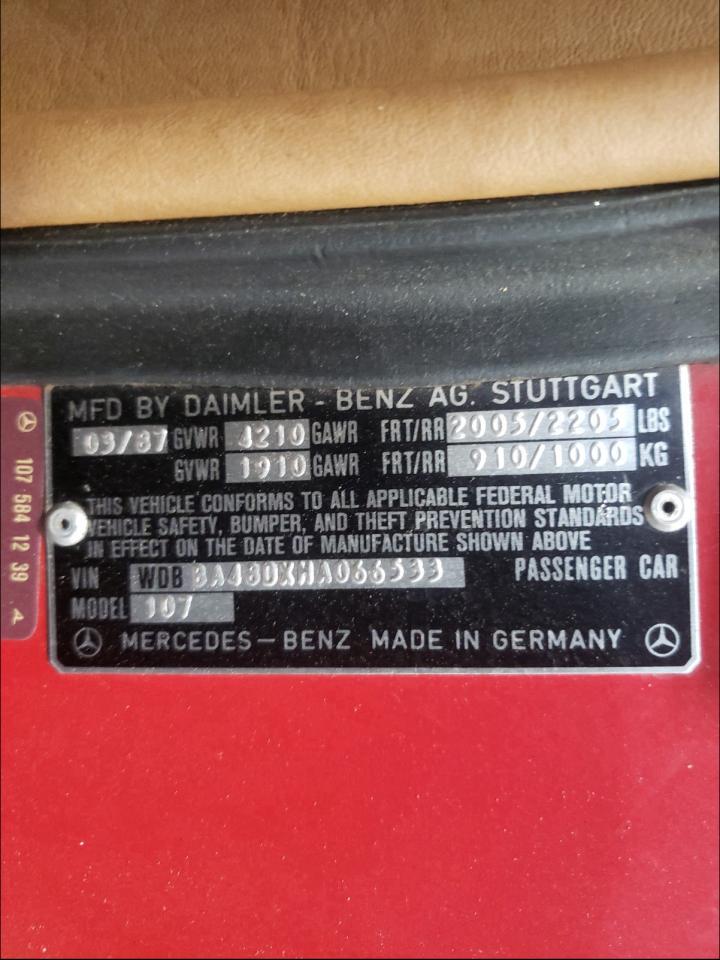 MFD BY DAIMLER - BENZ AG. STUTTGART
03/87 GVWR 4210 GAWR FRT/RR 2005/2205 LBS
GVWR 1910 GAWR FRT/RR 910/1000 KG
THIS VEHICLE CONFORMS TO ALL APPLICABLE FEDERAL MOTOR
VEHICLE SAFETY, BUMPER, AND THEFT PREVENTION STANDARDS
IN EFFECT ON THE DATE OF MANUFACTURE SHOWN ABOVE
VIN WDB BA48DXHA066533 PASSENGER CAR
MODEL 107
MERCEDES-BENZ MADE IN GERMANY
107 584 12 39 A